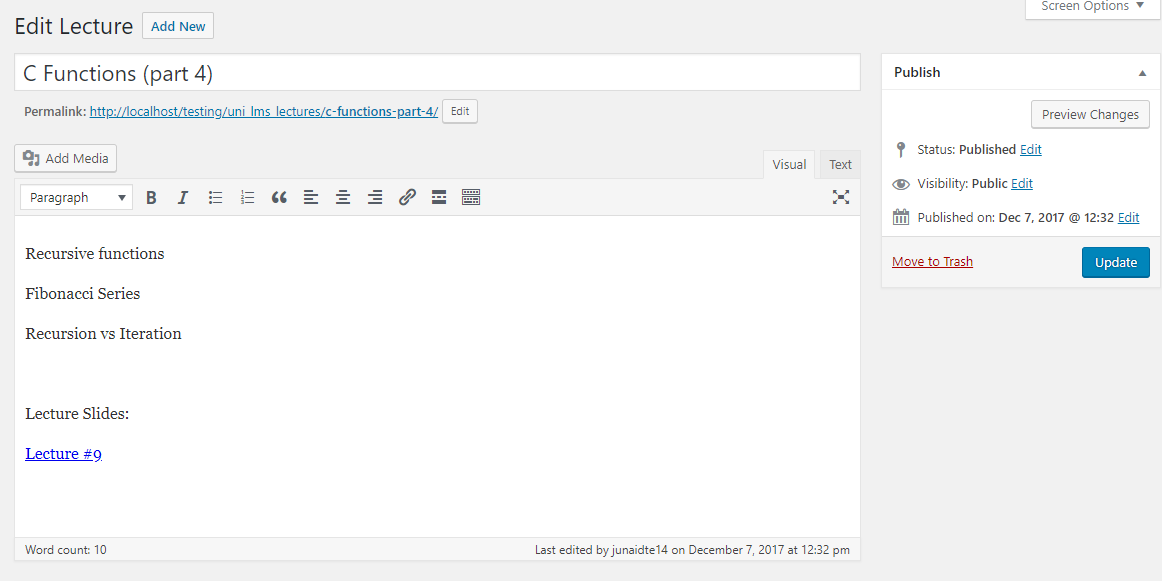 Screen Options
Edit Lecture Add New
C Functions (part 4)
Permalink: http://localhost/testing/uni_lms_lectures/c-functions-part-4/ Edit
Add Media
Visual Text
Paragraph
Recursive functions
Fibonacci Series
Recursion vs Iteration
Lecture Slides:
Lecture #9
Word count: 10 Last edited by junaidte14 on December 7, 2017 at 12:32 pm
Publish
Preview Changes
Status: Published Edit
Visibility: Public Edit
Published on: Dec 7, 2017 @ 12:32 Edit
Move to Trash Update